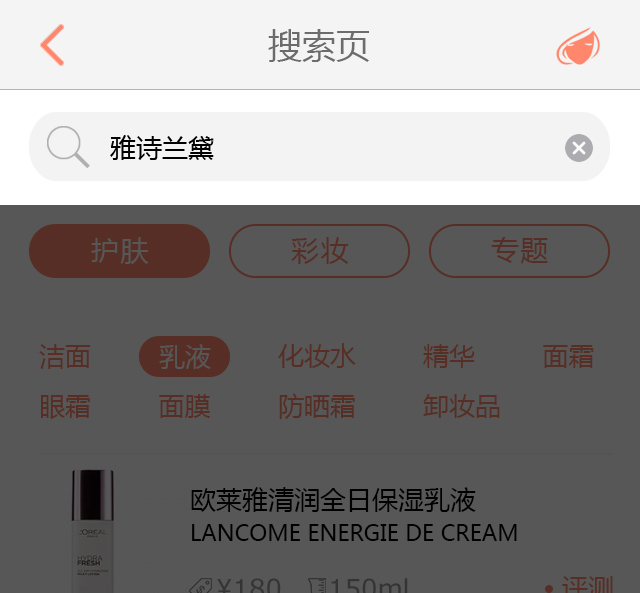 搜索页
雅诗兰黛
护肤 彩妆 专题
洁面 乳液 化妆水 精华 面霜
眼霜 面膜 防晒霜 卸妆品
欧莱雅清润全日保湿乳液
LANCOME ENERGIE DE CREAM
HYDRA
FRESH
¥180 150ml • 评测